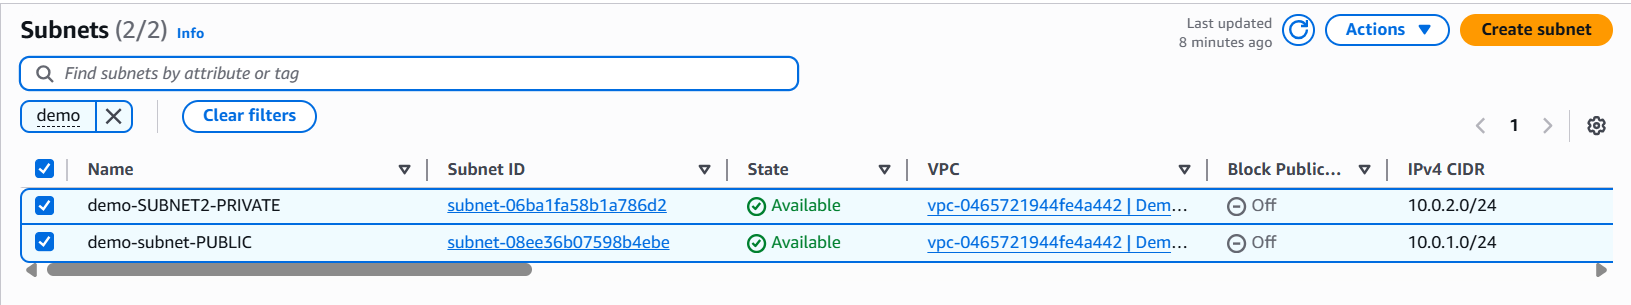 Subnets (2/2) Info
Last updated
8 minutes ago
Actions
Create subnet
Find subnets by attribute or tag
demo
Clear filters
1
Name Subnet ID State VPC Block Public... IPv4 CIDR
demo-SUBNET2-PRIVATE subnet-06ba1fa58b1a786d2 Available vpc-0465721944fe4a442 | Dem... Off 10.0.2.0/24
demo-subnet-PUBLIC subnet-08ee36b07598b4ebe Available vpc-0465721944fe4a442 | Dem... Off 10.0.1.0/24